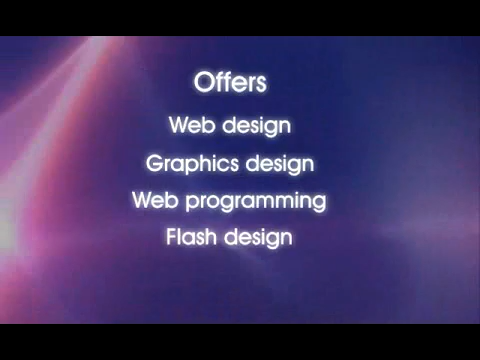 Offers
Web design
Graphics design
Web programming
Flash design